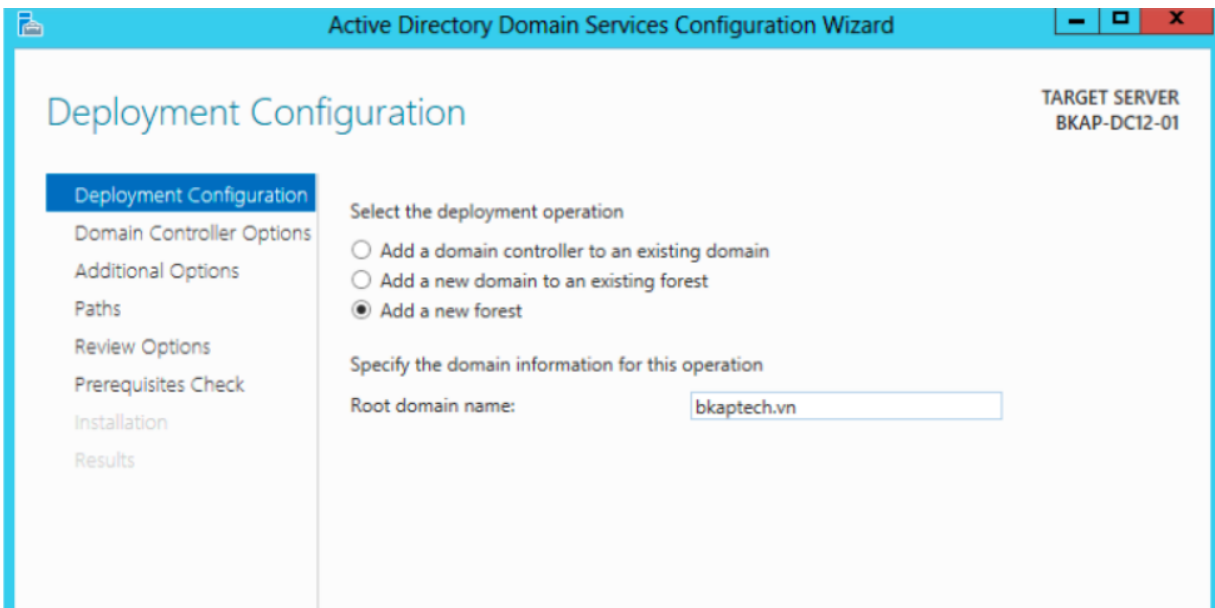 Active Directory Domain Services Configuration Wizard
Deployment Configuration
TARGET SERVER
BKAP-DC12-01
Deployment Configuration
Domain Controller Options
Additional Options
Paths
Review Options
Prerequisites Check
Installation
Results
Select the deployment operation
Add a domain controller to an existing domain
Add a new domain to an existing forest
Add a new forest
Specify the domain information for this operation
Root domain name:
bkaptech.vn